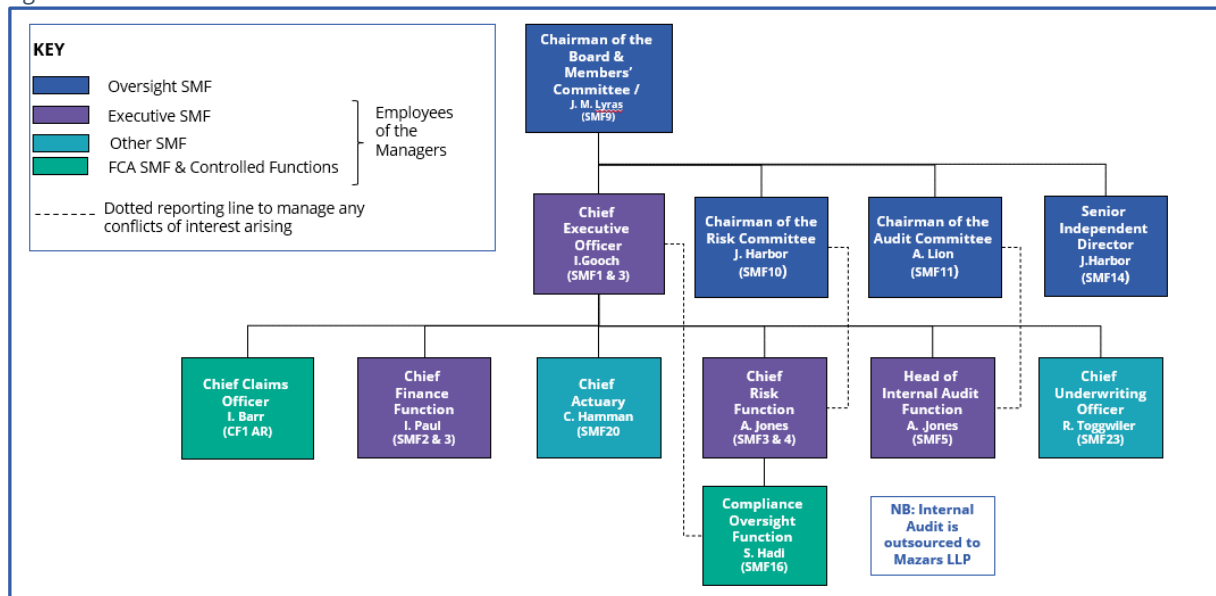 KEY
Oversight SMF
Executive SMF
Other SMF
FCA SMF & Controlled Functions
Employees
of the
Managers
Dotted reporting line to manage any
conflicts of interest arising
Chairman of the
Board &
Members’
Committee /
J. M. Lyras
(SMF9)
Chief
Executive
Officer
I.Gooch
(SMF1 & 3)
Chairman of the
Risk Committee
J. Harbor
(SMF10)
Chairman of the
Audit Committee
A. Lion
(SMF11)
Senior
Independent
Director
J.Harbor
(SMF14)
Chief Claims
Officer
I. Barr
(CF1 AR)
Chief
Finance
Function
I. Paul
(SMF2 & 3)
Chief
Actuary
C. Hamman
(SMF20
Chief
Risk
Function
A. Jones
(SMF3 & 4)
Head of
Internal Audit
Function
A. .Jones
(SMF5)
Chief
Underwriting
Officer
R. Toggwiler
(SMF23)
Compliance
Oversight
Function
S. Hadi
(SMF16)
NB: Internal
Audit is
outsourced to
Mazars LLP